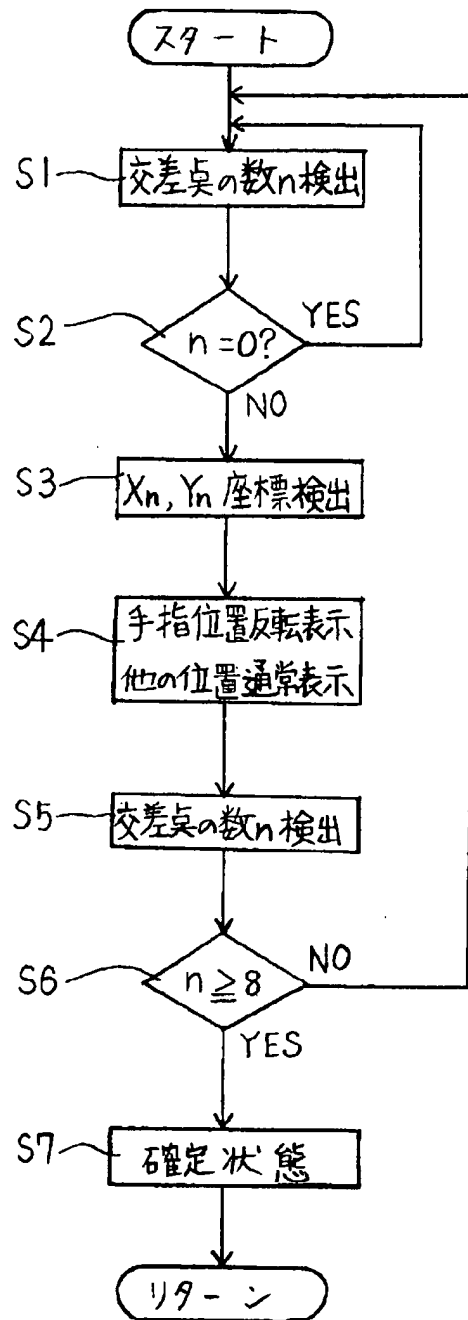 スタート
S1
交差点の数n検出
S2
n=0?
YES
NO
S3
Xn, Yn 座標検出
S4
手指位置反転表示
他の位置通常表示
S5
交差点の数n検出
S6
n≧8
NO
YES
S7
確定状態
リターン